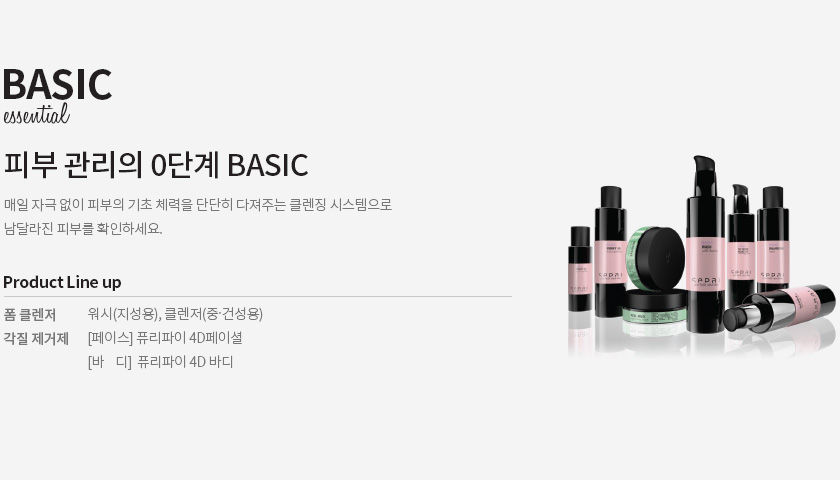 BASIC
essential
피부 관리의 0단계 BASIC
매일 자극 없이 피부의 기초 체력을 단단히 다져주는 클렌징 시스템으로
남달라진 피부를 확인하세요.
Product Line up
폼 클렌저 워시(지성용), 클렌저(중·건성용)
각질 제거제 [페이스] 퓨리파이 4D페이셜
[바 디] 퓨리파이 4D 바디